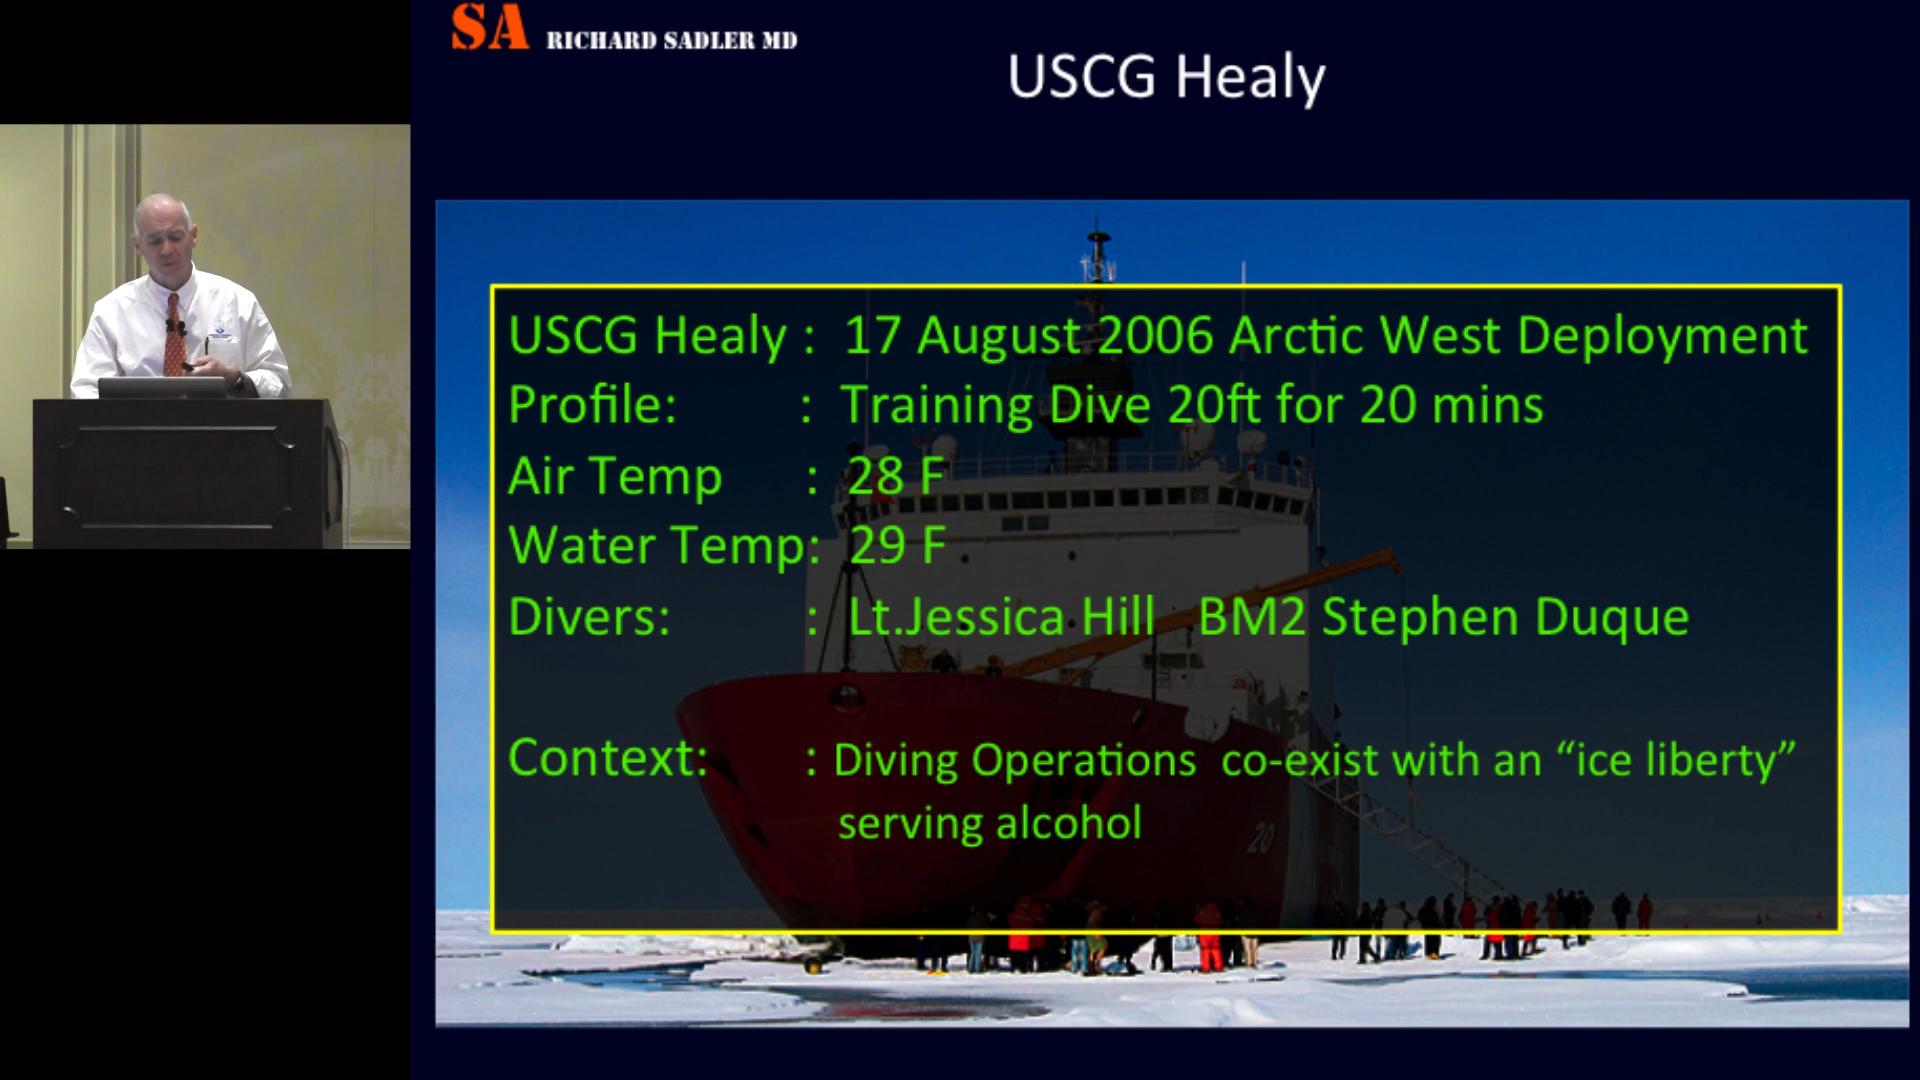 SA RICHARD SADLER MD
USCG Healy
USCG Healy : 17 August 2006 Arctic West Deployment
Profile: : Training Dive 20ft for 20 mins
Air Temp : 28 F
Water Temp: 29 F
Divers: : Lt.Jessica Hill BM2 Stephen Duque
Context: : Diving Operations co-exist with an “ice liberty”
serving alcohol
20